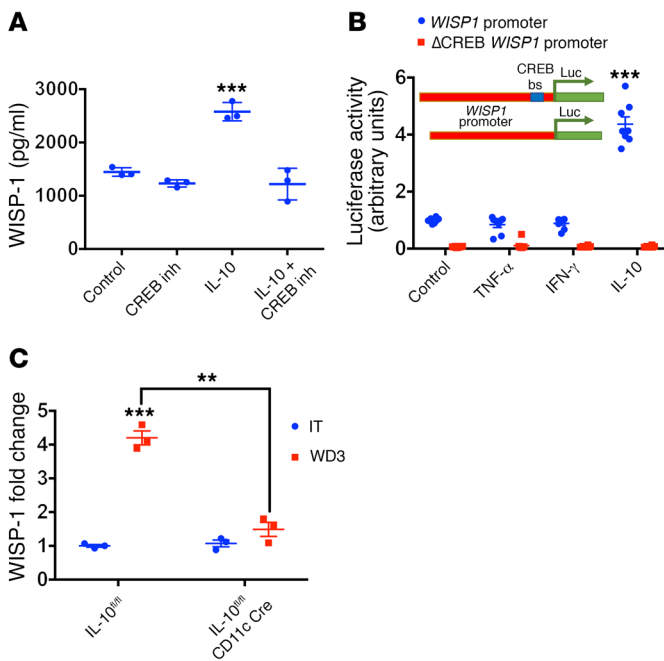 A
WISP-1 (pg/ml)
3000
2000
1000
0
***
Control
CREB inh
IL-10
IL-10 +
CREB inh
B
WISP1 promoter
ΔCREB WISP1 promoter
Luciferase activity
(arbitrary units)
6
4
2
0
CREB
bs
Luc
WISP1
promoter
Luc
***
Control
TNF-α
IFN-γ
IL-10
C
WISP-1 fold change
5
4
3
2
1
0
***
**
IT
WD3
IL-10fl/fl
IL-10fl/fl
CD11c Cre